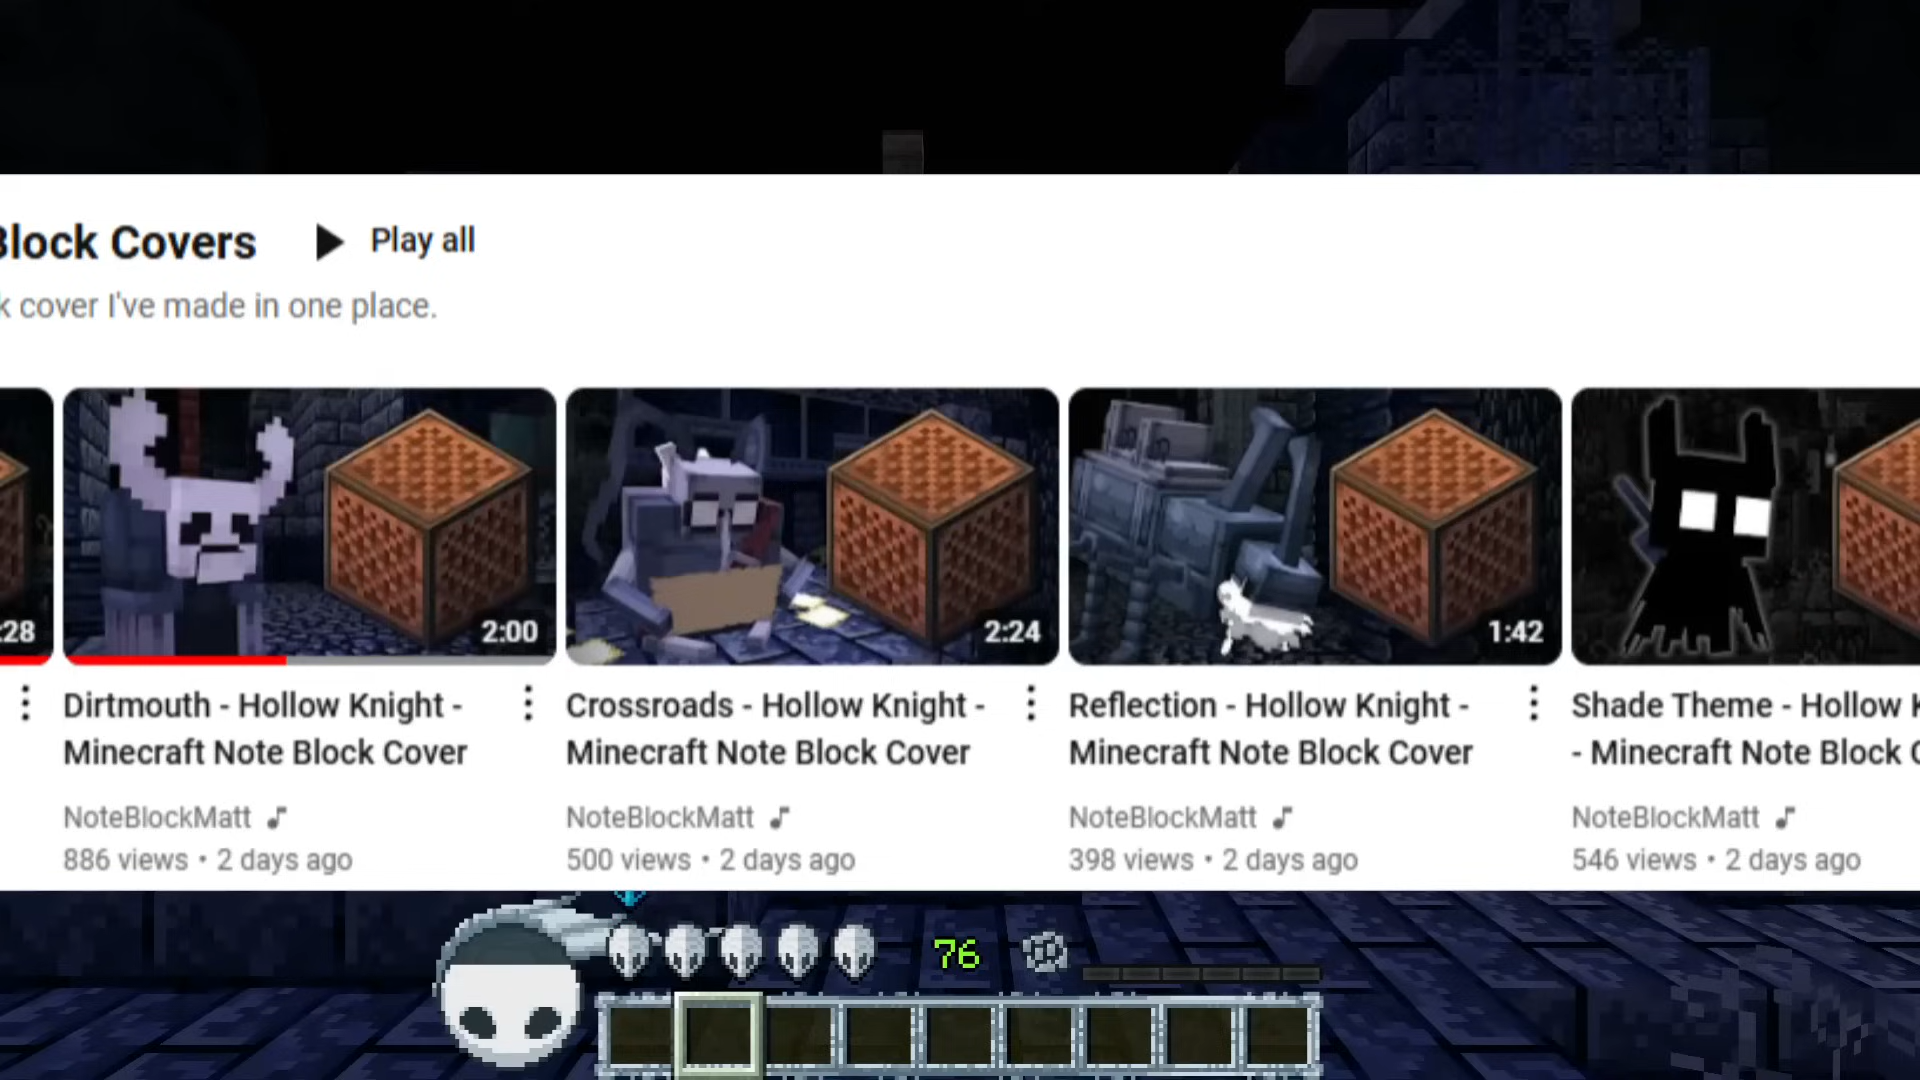 Block Covers
Play all
k cover I've made in one place.
:28
2:00
2:24
1:42
Dirtmouth - Hollow Knight -
Minecraft Note Block Cover
NoteBlockMatt
886 views • 2 days ago
Crossroads - Hollow Knight -
Minecraft Note Block Cover
NoteBlockMatt
500 views • 2 days ago
Reflection - Hollow Knight -
Minecraft Note Block Cover
NoteBlockMatt
398 views • 2 days ago
Shade Theme - Hollow K
- Minecraft Note Block C
NoteBlockMatt
546 views • 2 days ago
76